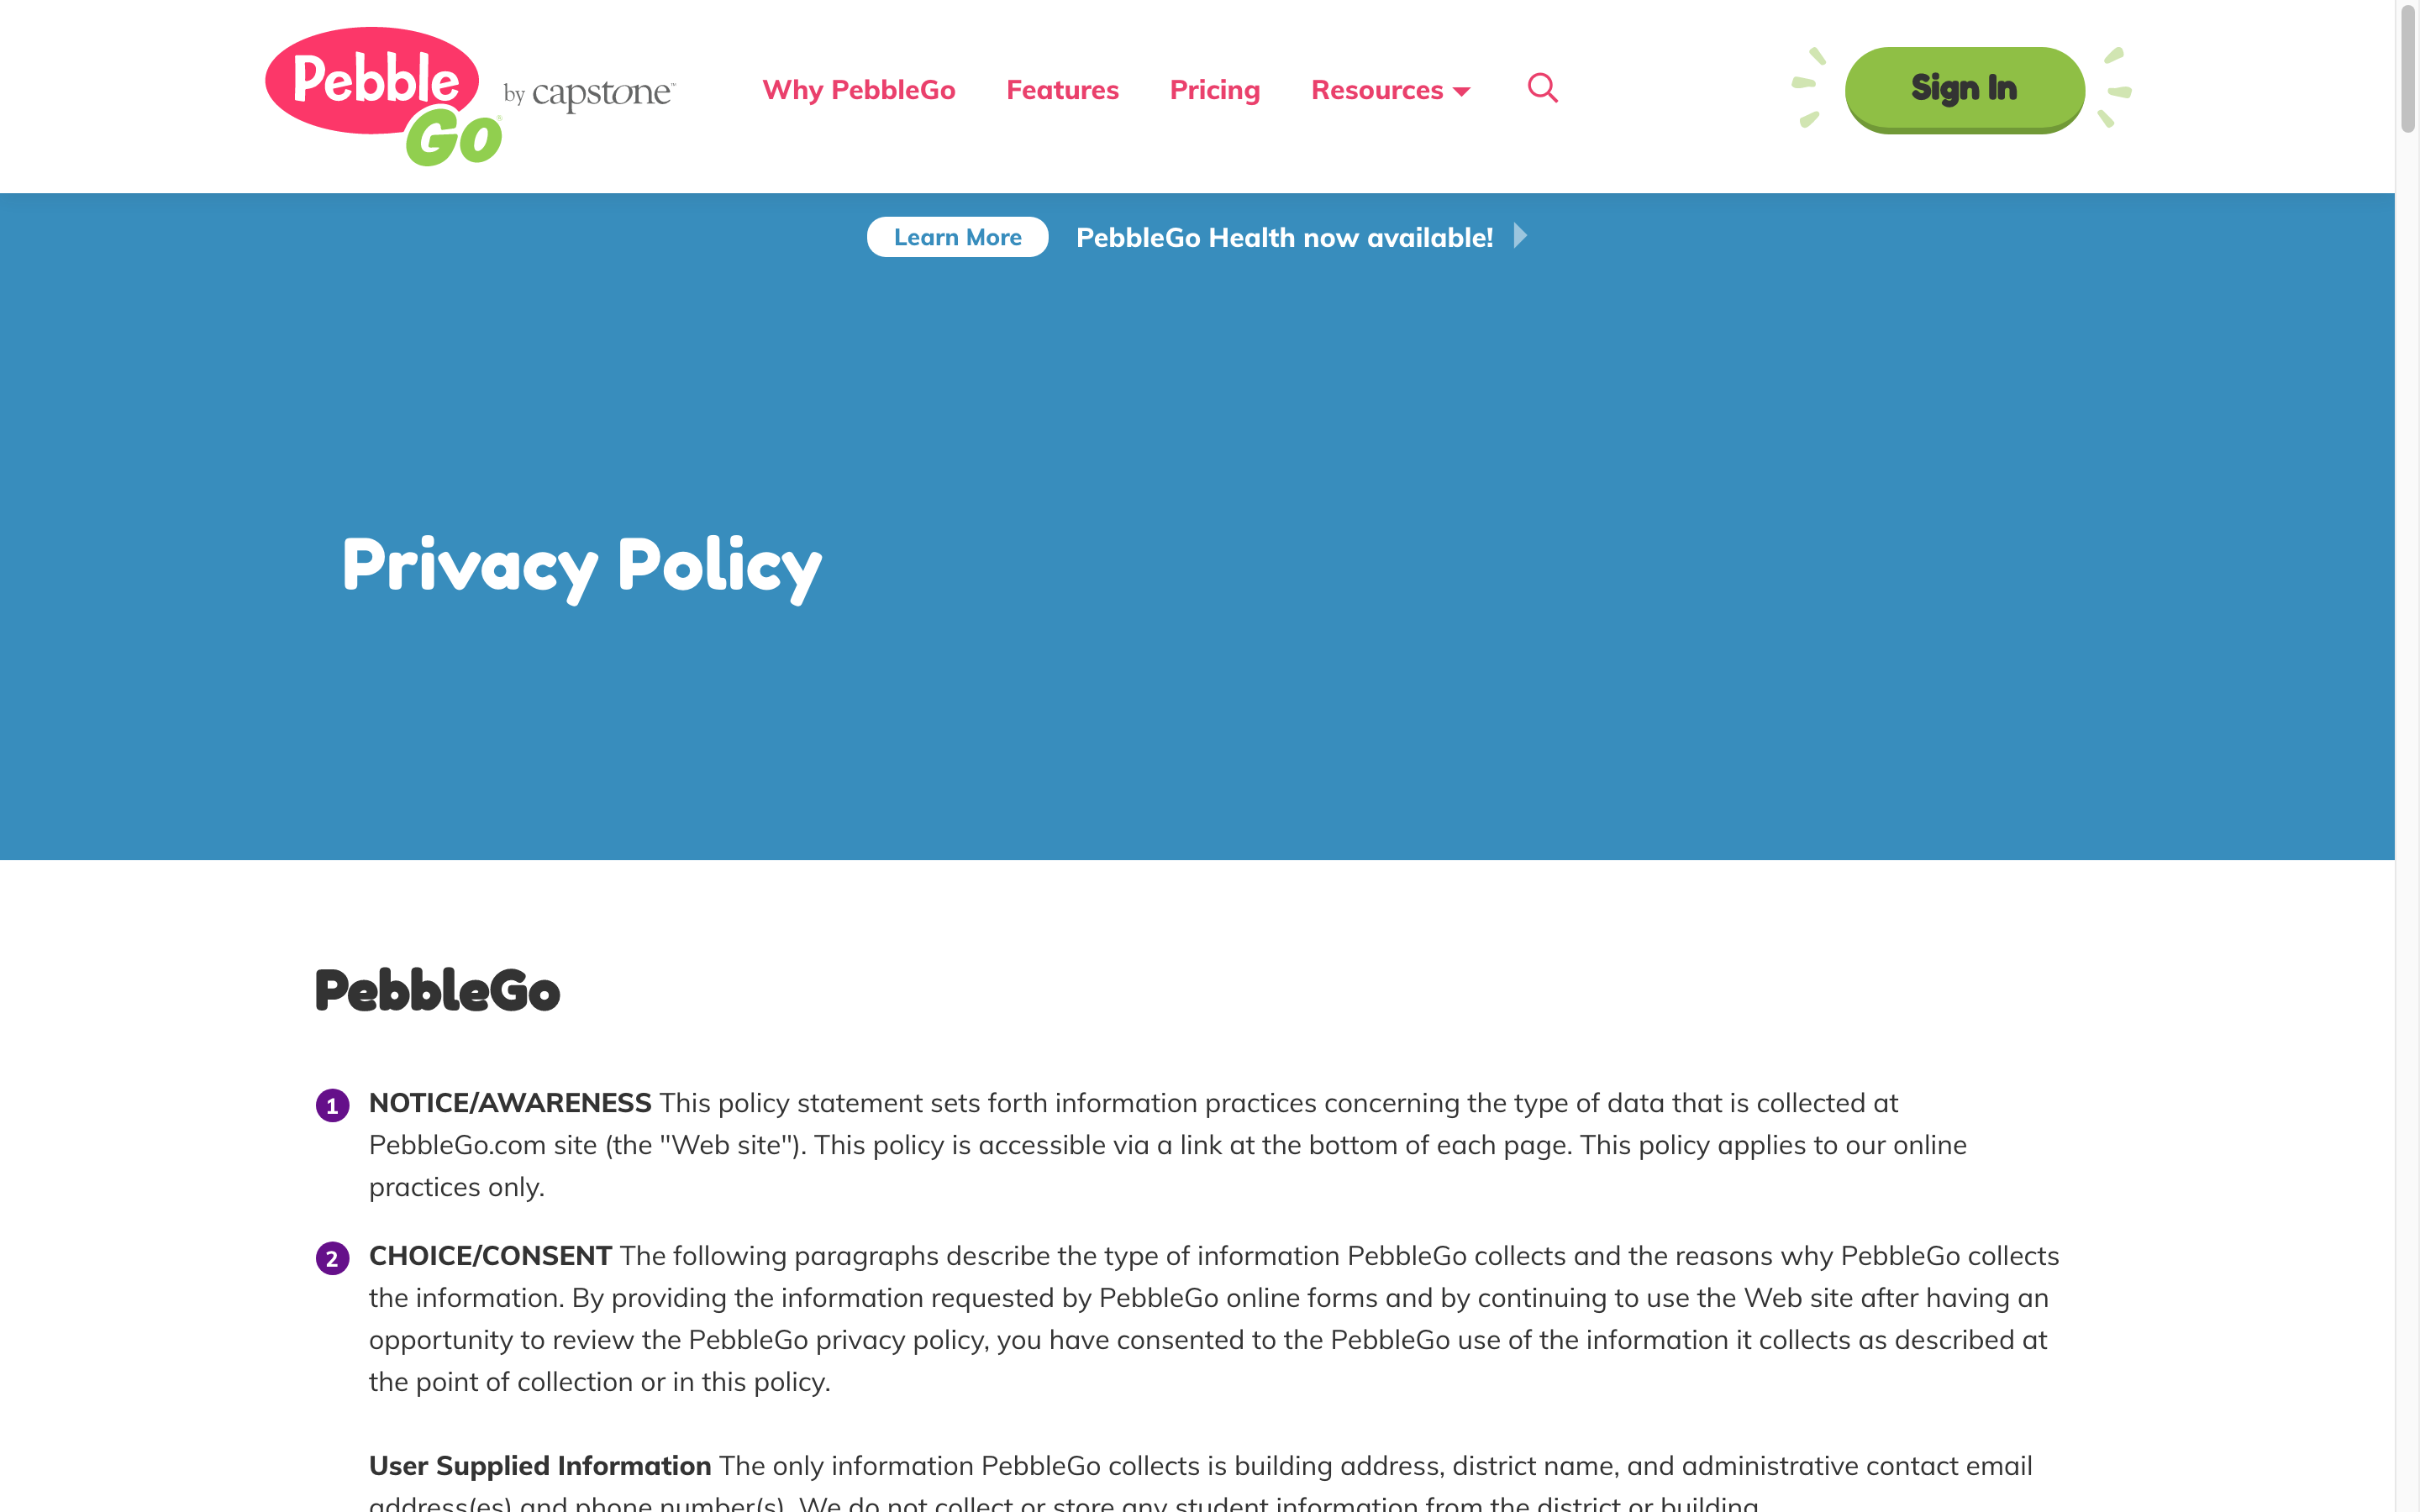 Pebble Go® by capstone™ Why PebbleGo Features Pricing Resources Sign In
Learn More PebbleGo Health now available!
Privacy Policy
PebbleGo
1 NOTICE/AWARENESS This policy statement sets forth information practices concerning the type of data that is collected at
PebbleGo.com site (the "Web site"). This policy is accessible via a link at the bottom of each page. This policy applies to our online
practices only.
2 CHOICE/CONSENT The following paragraphs describe the type of information PebbleGo collects and the reasons why PebbleGo collects
the information. By providing the information requested by PebbleGo online forms and by continuing to use the Web site after having an
opportunity to review the PebbleGo privacy policy, you have consented to the PebbleGo use of the information it collects as described at
the point of collection or in this policy.
User Supplied Information The only information PebbleGo collects is building address, district name, and administrative contact email
address(es) and phone number(s). We do not collect or store any student information from the district or building.